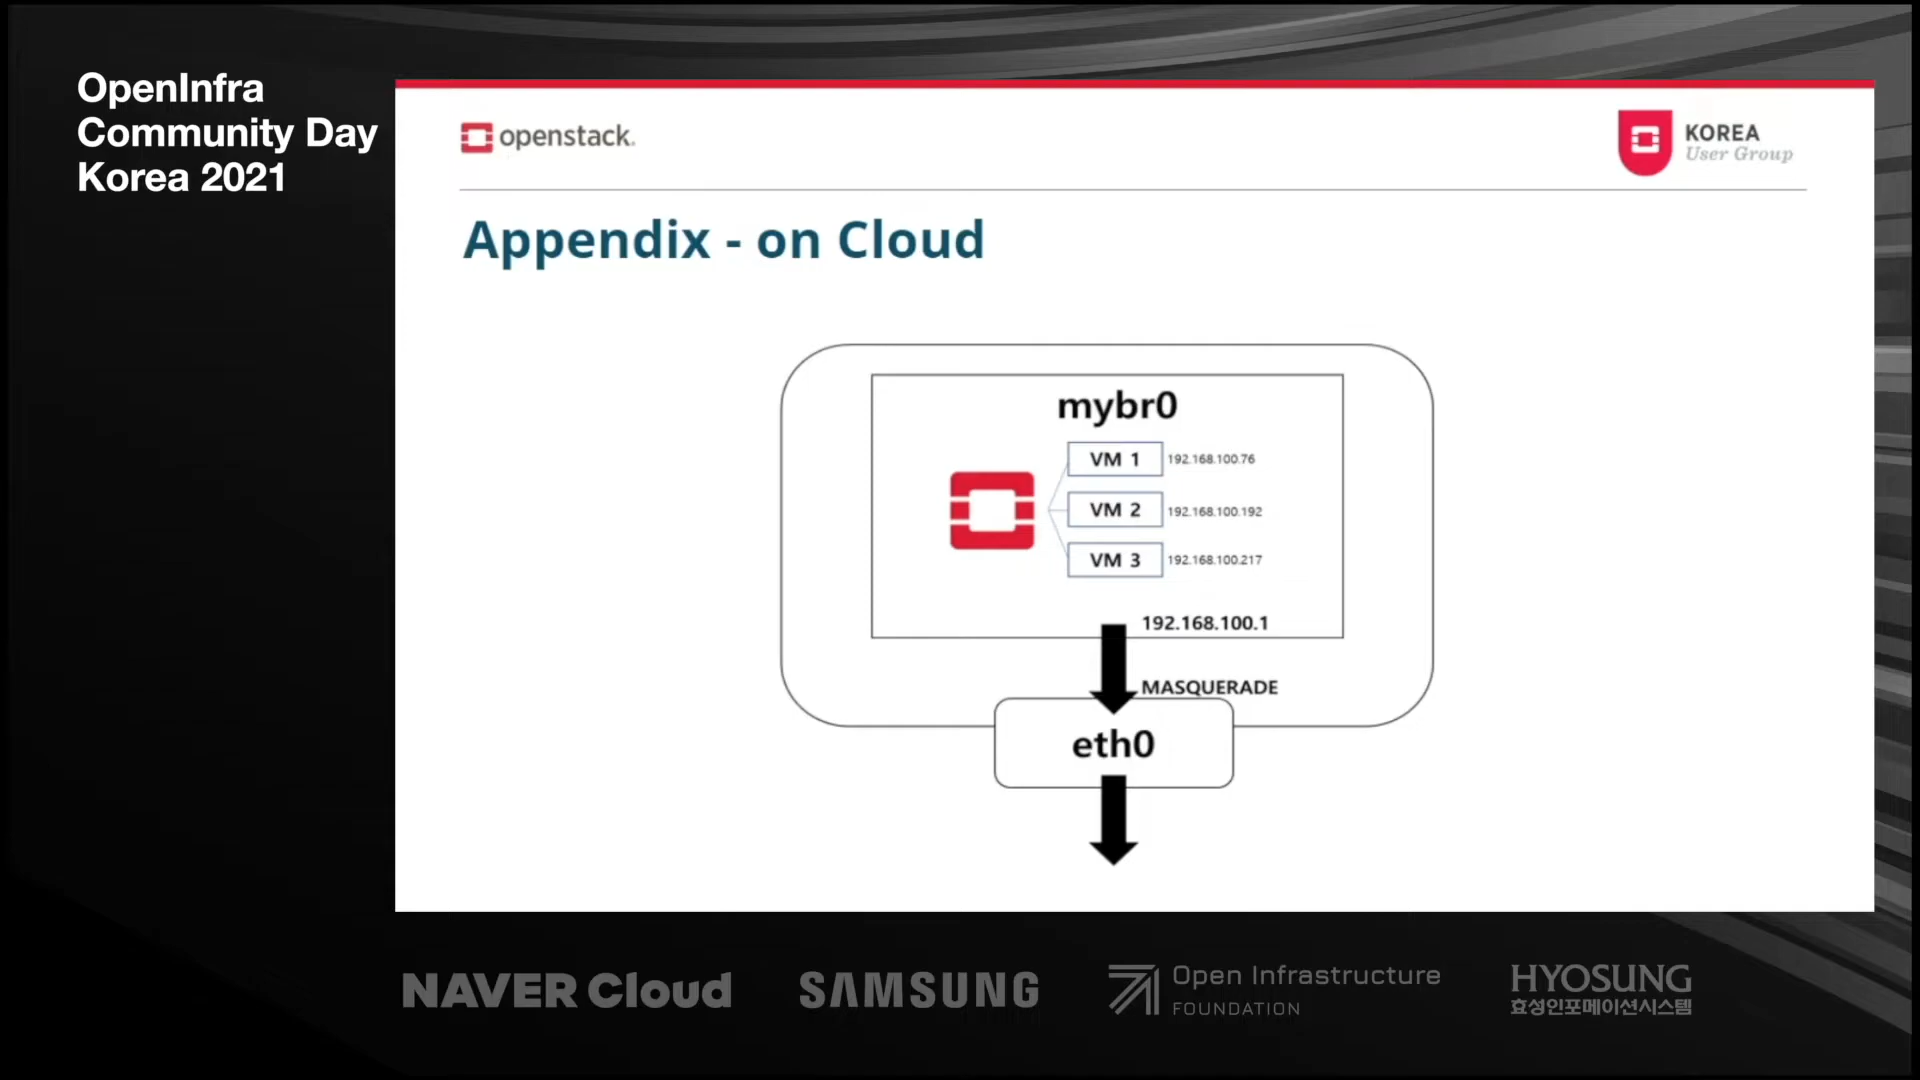 OpenInfra
Community Day
Korea 2021
openstack.
KOREA
User Group
Appendix - on Cloud
mybr0
VM 1 192.168.100.76
VM 2 192.168.100.192
VM 3 192.168.100.217
192.168.100.1
MASQUERADE
eth0
NAVER Cloud
SAMSUNG
Open Infrastructure
FOUNDATION
HYOSUNG
효성인포메이션시스템